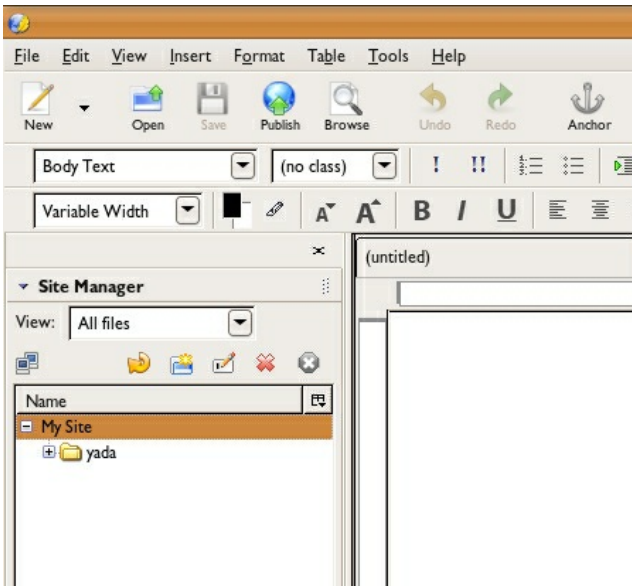 File Edit View Insert Format Table Tools Help
New Open Save Publish Browse Undo Redo Anchor
Body Text (no class) ! !!
Variable Width A A B I U
(untitled)
Site Manager
View: All files
Name
My Site
yada